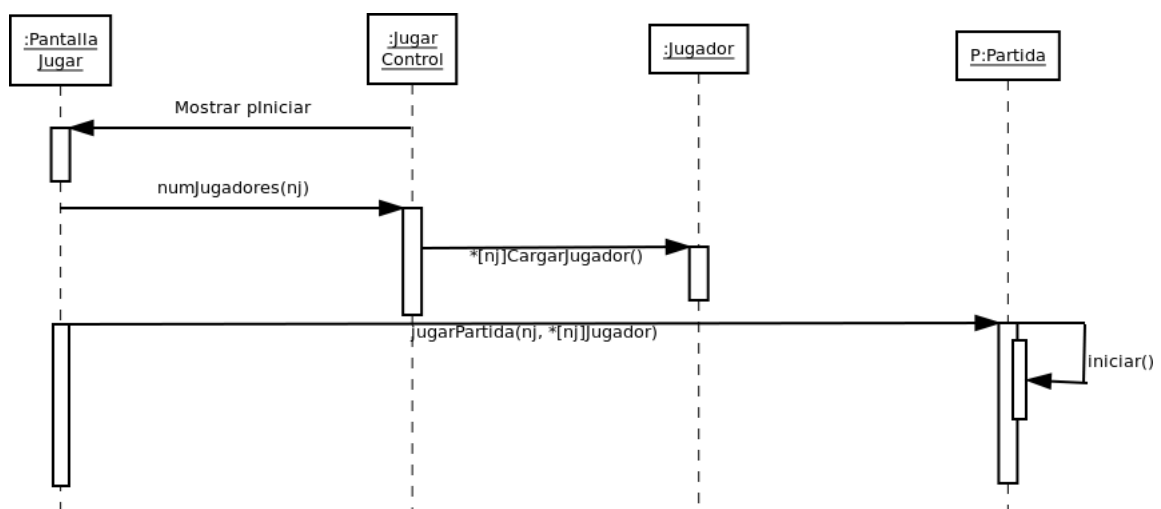 :Pantalla
Jugar
:Jugar
Control
:Jugador
P:Partida
Mostrar pIniciar
numJugadores(nj)
*[nj]CargarJugador()
jugarPartida(nj, *[nj]Jugador)
iniciar()